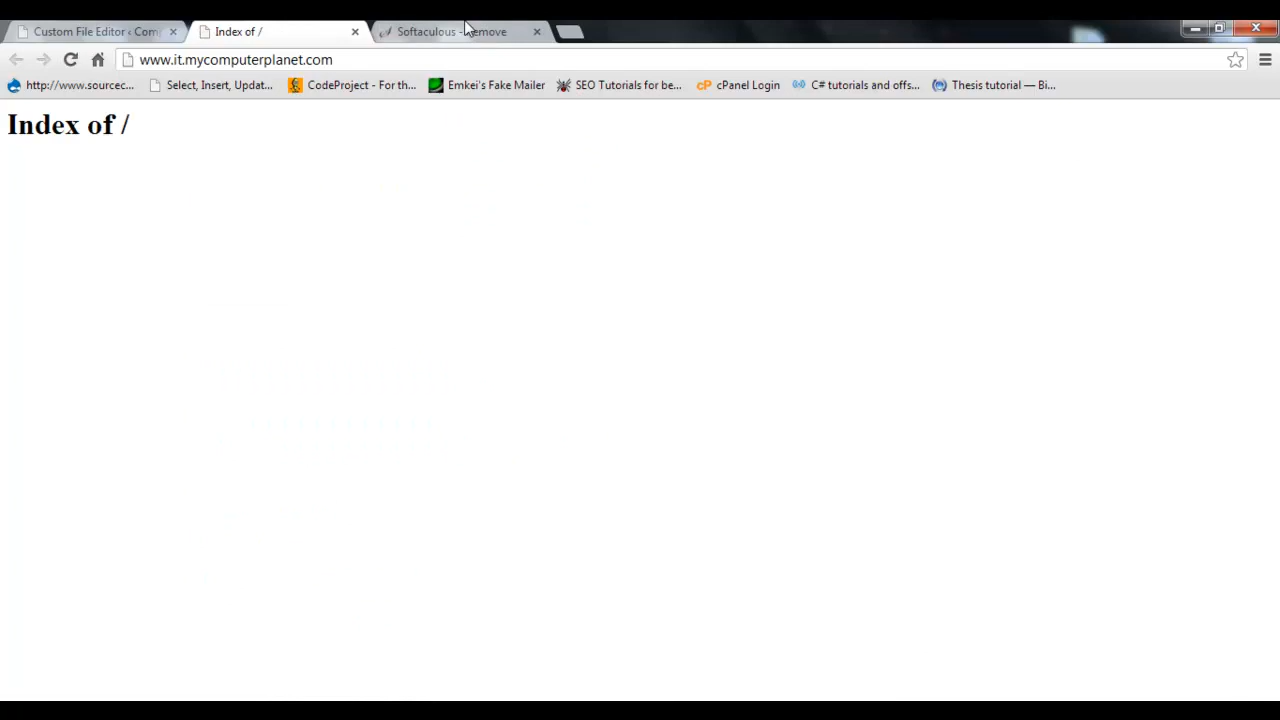 Custom File Editor ‹ Com
Index of /
Softaculous - Remove
www.it.mycomputerplanet.com
http://www.sourcec...
Select, Insert, Updat...
CodeProject - For th...
Emkei's Fake Mailer
SEO Tutorials for be...
cP cPanel Login
C# tutorials and offs...
Thesis tutorial — Bi...
Index of /